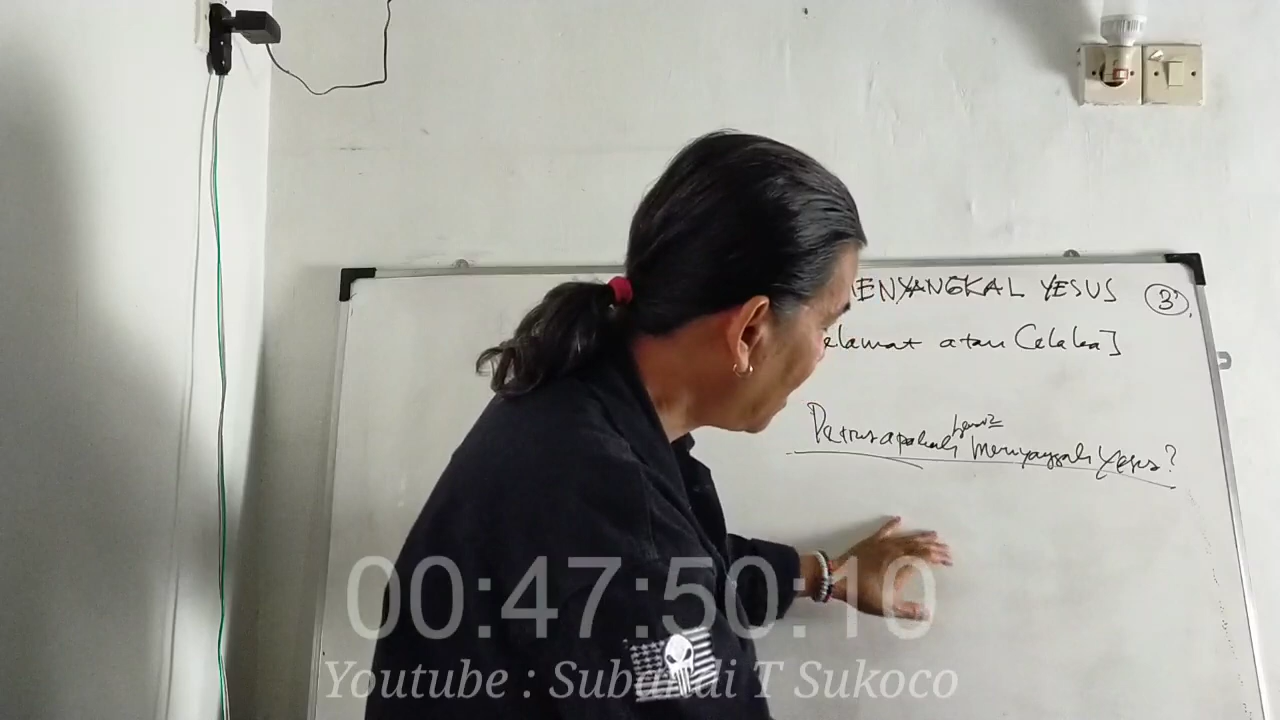 ENYANGKAL YESUS 3
elamat atau Celaka]
Petrus apakah menyangkal Yesus?
00:47:50:10
Youtube : Subandi T Sukoco